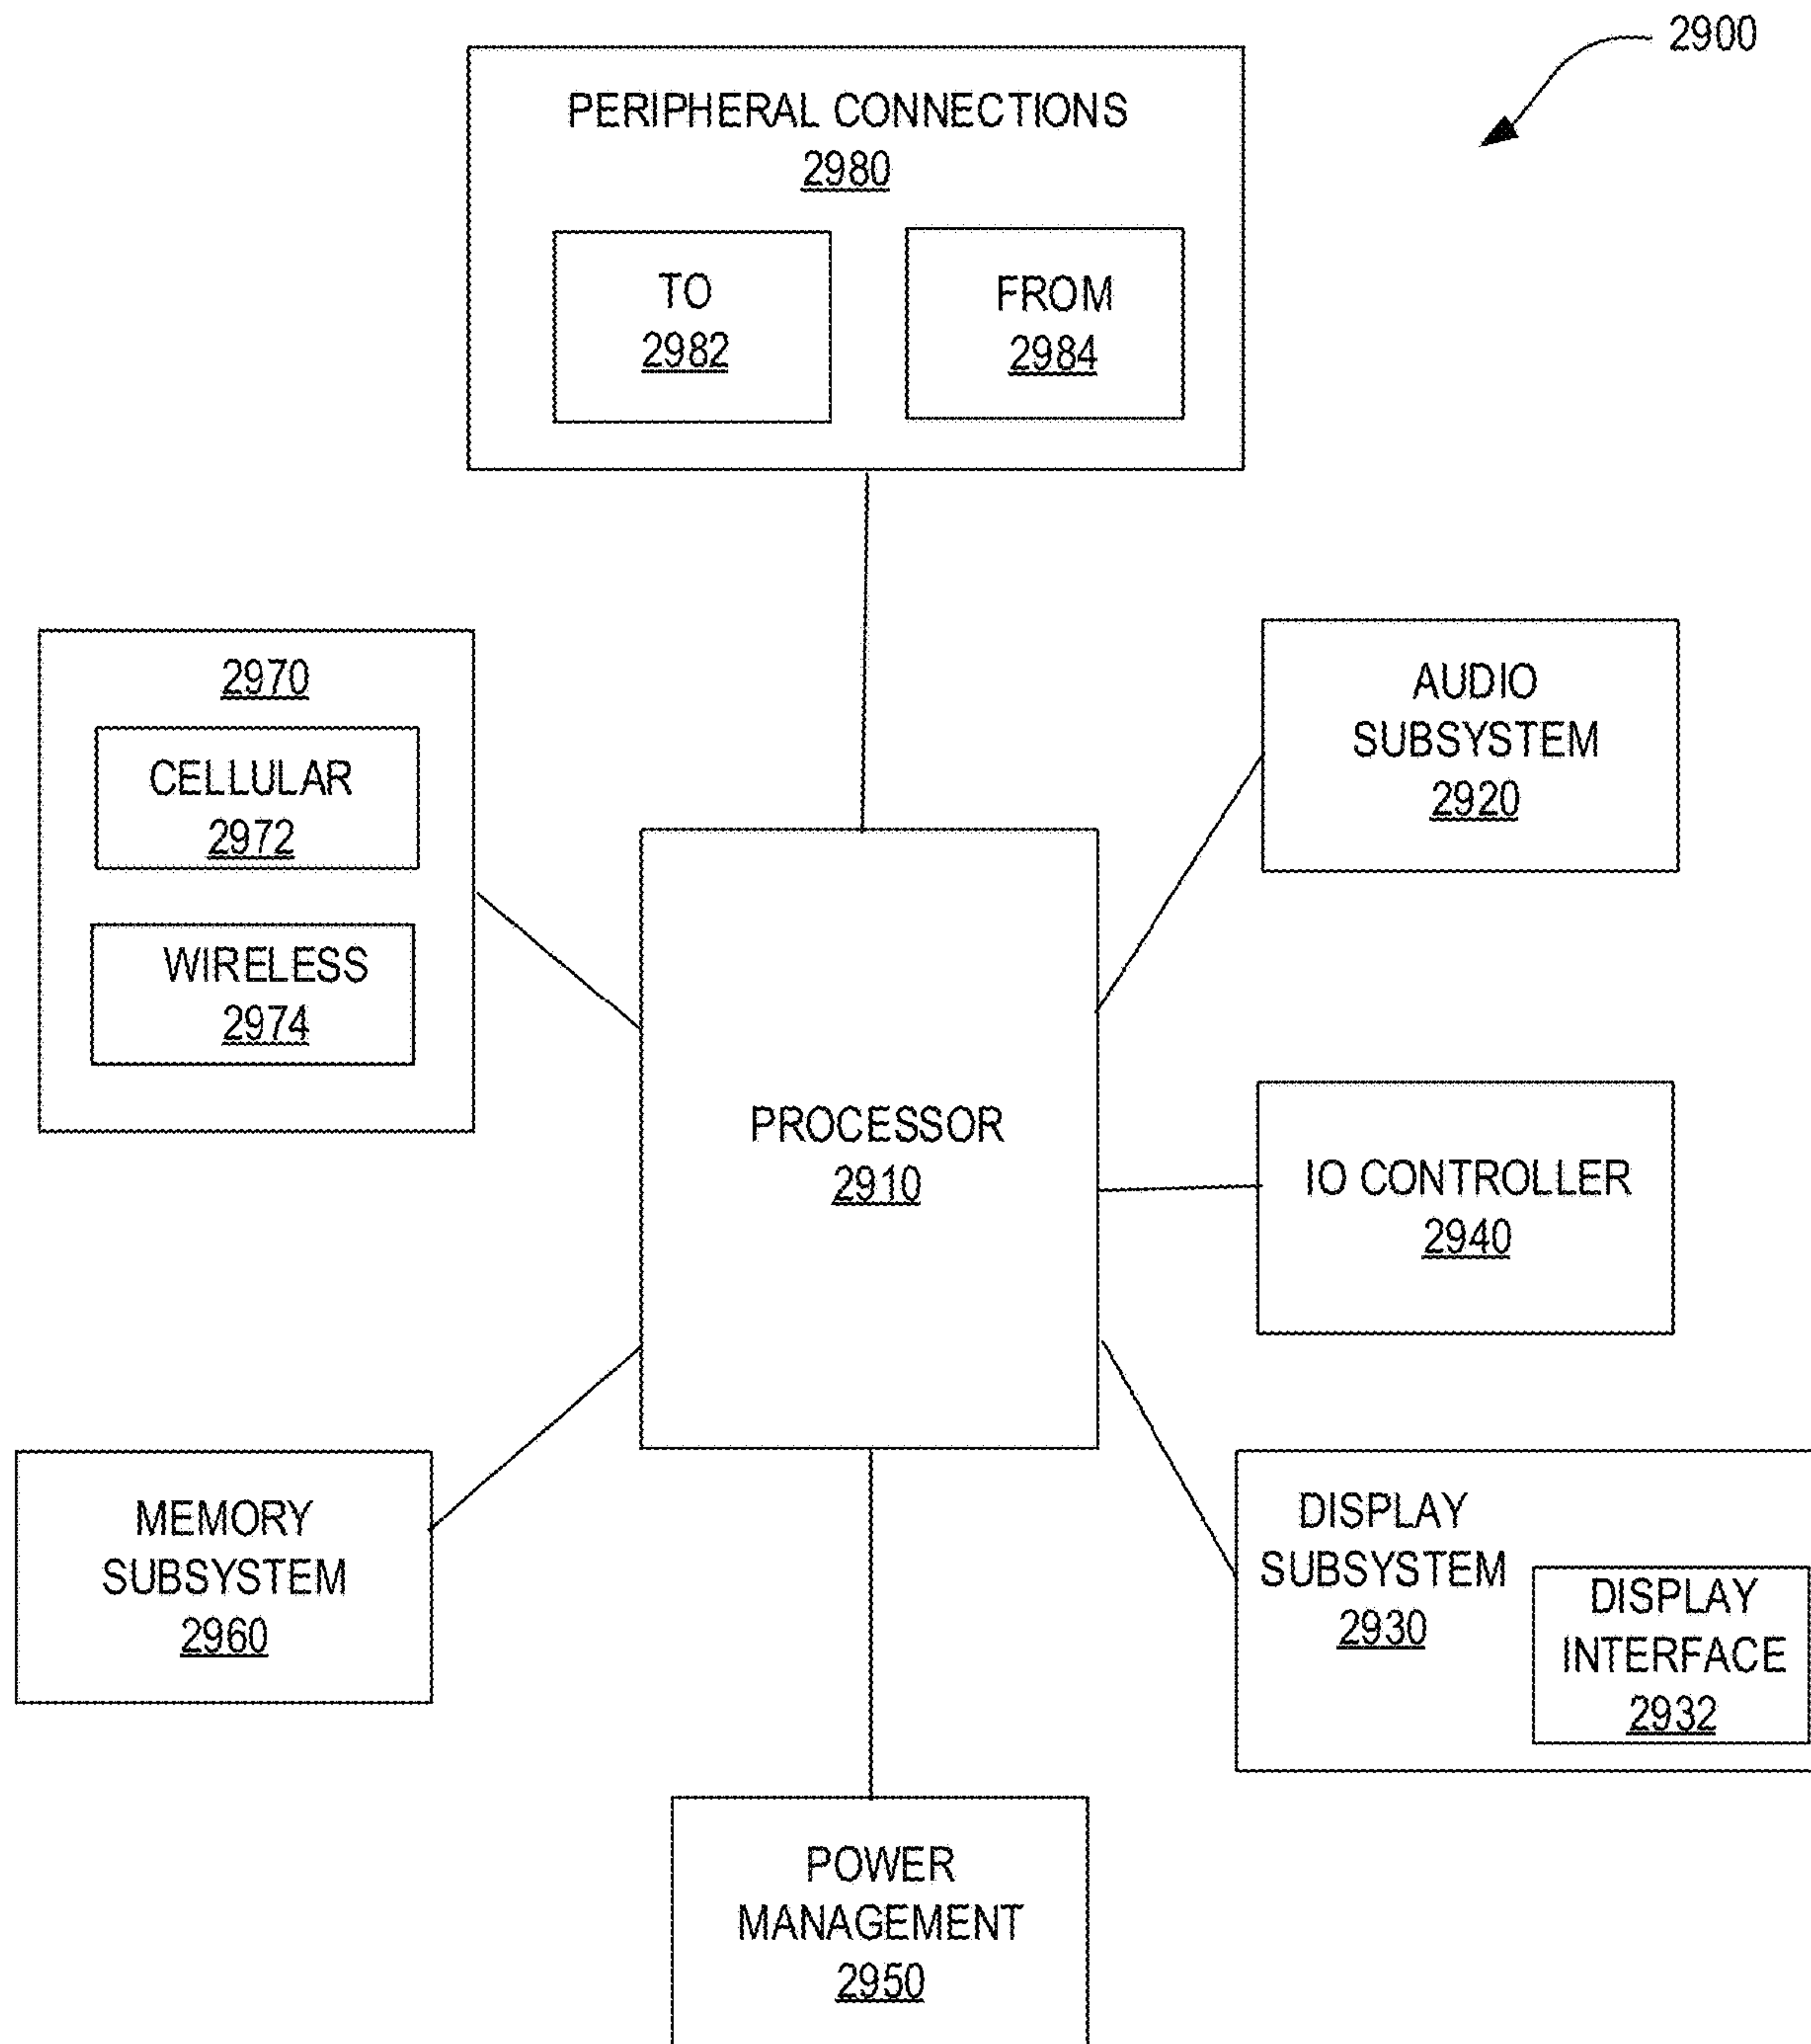 2900
PERIPHERAL CONNECTIONS
2980
TO
2982
FROM
2984
2970
CELLULAR
2972
WIRELESS
2974
AUDIO
SUBSYSTEM
2920
PROCESSOR
2910
IO CONTROLLER
2940
MEMORY
SUBSYSTEM
2960
DISPLAY
SUBSYSTEM
2930
DISPLAY
INTERFACE
2932
POWER
MANAGEMENT
2950